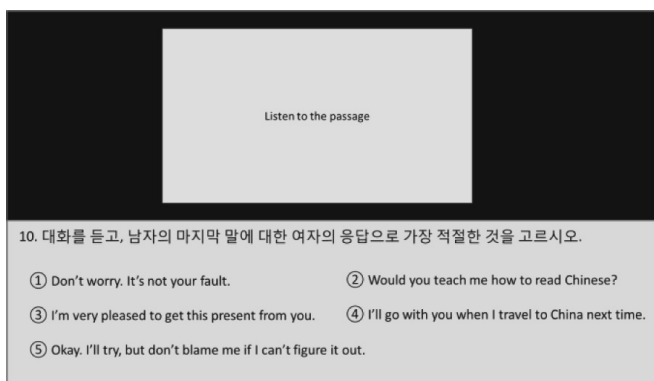 Listen to the passage
10. 대화를 듣고, 남자의 마지막 말에 대한 여자의 응답으로 가장 적절한 것을 고르시오.
① Don't worry. It's not your fault. ② Would you teach me how to read Chinese?
③ I'm very pleased to get this present from you. ④ I'll go with you when I travel to China next time.
⑤ Okay. I'll try, but don't blame me if I can't figure it out.